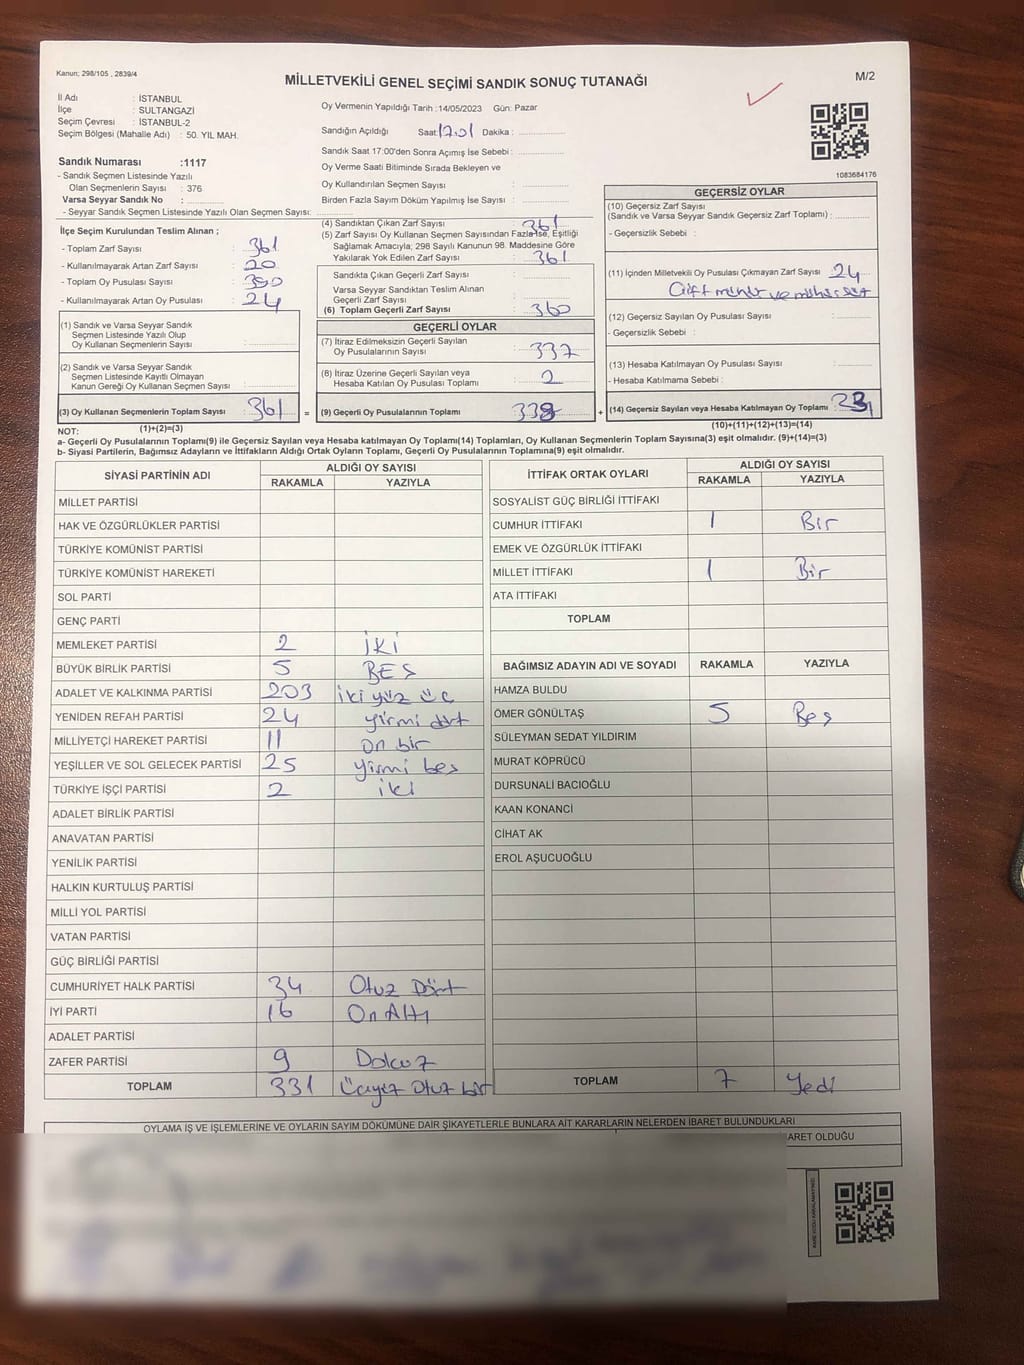 Kanun; 298/105 , 2839/4
MİLLETVEKİLİ GENEL SEÇİMİ SANDIK SONUÇ TUTANAĞI
M/2
İl Adı : İSTANBUL
İlçe : SULTANGAZİ
Seçim Çevresi : İSTANBUL-2
Seçim Bölgesi (Mahalle Adı) : 50. YIL MAH.
Oy Vermenin Yapıldığı Tarih :14/05/2023 Gün: Pazar
Sandığın Açıldığı Saat: 17.01 Dakika :
Sandık Saat 17:00'den Sonra Açılmış İse Sebebi :
Oy Verme Saati Bitiminde Sırada Bekleyen ve
Oy Kullandırılan Seçmen Sayısı :
Birden Fazla Sayım Döküm Yapılmış İse Sayısı :
1083684176
Sandık Numarası :1117
- Sandık Seçmen Listesinde Yazılı
Olan Seçmenlerin Sayısı : 376
Varsa Seyyar Sandık No :
- Seyyar Sandık Seçmen Listesinde Yazılı Olan Seçmen Sayısı:
İlçe Seçim Kurulundan Teslim Alınan ;
- Toplam Zarf Sayısı : 361
- Kullanılmayarak Artan Zarf Sayısı : 20
- Toplam Oy Pusulası Sayısı :
- Kullanılmayarak Artan Oy Pusulası : 24
(1) Sandık ve Varsa Seyyar Sandık
Seçmen Listesinde Yazılı Olup
Oy Kullanan Seçmenlerin Sayısı :
(2) Sandık ve Varsa Seyyar Sandık
Seçmen Listesinde Kayıtlı Olmayan
Kanun Gereği Oy Kullanan Seçmen Sayısı :
(3) Oy Kullanan Seçmenlerin Toplam Sayısı : 361
(1)+(2)=(3)
(4) Sandıktan Çıkan Zarf Sayısı : 361
(5) Zarf Sayısı Oy Kullanan Seçmen Sayısından Fazla İse, Eşitliği
Sağlamak Amacıyla; 298 Sayılı Kanunun 98. Maddesine Göre
Yakılarak Yok Edilen Zarf Sayısı : 361
Sandıkta Çıkan Geçerli Zarf Sayısı :
Varsa Seyyar Sandıktan Teslim Alınan
Geçerli Zarf Sayısı :
(6) Toplam Geçerli Zarf Sayısı : 360
GEÇERLİ OYLAR
(7) İtiraz Edilmeksizin Geçerli Sayılan
Oy Pusulalarının Sayısı : 337
(8) İtiraz Üzerine Geçerli Sayılan veya
Hesaba Katılan Oy Pusulası Toplamı : 2
= (9) Geçerli Oy Pusulalarının Toplamı : 338 +
GEÇERSİZ OYLAR
(10) Geçersiz Zarf Sayısı
(Sandık ve Varsa Seyyar Sandık Geçersiz Zarf Toplamı) :
- Geçersizlik Sebebi :
(11) İçinden Milletvekili Oy Pusulası Çıkmayan Zarf Sayısı 24
Çift mühür ve mühürsüz
(12) Geçersiz Sayılan Oy Pusulası Sayısı :
- Geçersizlik Sebebi :
(13) Hesaba Katılmayan Oy Pusulası Sayısı :
- Hesaba Katılmama Sebebi :
(14) Geçersiz Sayılan veya Hesaba Katılmayan Oy Toplamı :
(10)+(11)+(12)+(13)=(14)
NOT:
a- Geçerli Oy Pusulalarının Toplamı(9) ile Geçersiz Sayılan veya Hesaba katılmayan Oy Toplamı(14) Toplamları, Oy Kullanan Seçmenlerin Toplam Sayısına(3) eşit olmalıdır. (9)+(14)=(3)
b- Siyasi Partilerin, Bağımsız Adayların ve İttifakların Aldığı Ortak Oyların Toplamı, Geçerli Oy Pusulalarının Toplamına(9) eşit olmalıdır.
SİYASİ PARTİNİN ADI ALDIĞI OY SAYISI
RAKAMLA YAZIYLA
MİLLET PARTİSİ
HAK VE ÖZGÜRLÜKLER PARTİSİ
TÜRKİYE KOMÜNİST PARTİSİ
TÜRKİYE KOMÜNİST HAREKETİ
SOL PARTİ
GENÇ PARTİ
MEMLEKET PARTİSİ 2 İki
BÜYÜK BİRLİK PARTİSİ 5 BEŞ
ADALET VE KALKINMA PARTİSİ 203 iki yüz üç
YENİDEN REFAH PARTİSİ 24 yirmi dört
MİLLİYETÇİ HAREKET PARTİSİ 11 on bir
YEŞİLLER VE SOL GELECEK PARTİSİ 25 yirmi beş
TÜRKİYE İŞÇİ PARTİSİ 2 iki
ADALET BİRLİK PARTİSİ
ANAVATAN PARTİSİ
YENİLİK PARTİSİ
HALKIN KURTULUŞ PARTİSİ
MİLLİ YOL PARTİSİ
VATAN PARTİSİ
GÜÇ BİRLİĞİ PARTİSİ
CUMHURİYET HALK PARTİSİ 34 Otuz Dört
İYİ PARTİ 16 On Altı
ADALET PARTİSİ
ZAFER PARTİSİ 9 Dokuz
TOPLAM 331 Üçyüz Otuz bir
İTTİFAK ORTAK OYLARI ALDIĞI OY SAYISI
RAKAMLA YAZIYLA
SOSYALİST GÜÇ BİRLİĞİ İTTİFAKI
CUMHUR İTTİFAKI 1 Bir
EMEK VE ÖZGÜRLÜK İTTİFAKI
MİLLET İTTİFAKI 1 Bir
ATA İTTİFAKI
TOPLAM
BAĞIMSIZ ADAYIN ADI VE SOYADI RAKAMLA YAZIYLA
HAMZA BULDU
ÖMER GÖNÜLTAŞ 5 Beş
SÜLEYMAN SEDAT YILDIRIM
MURAT KÖPRÜCÜ
DURSUNALİ BACIOĞLU
KAAN KONANCİ
CİHAT AK
EROL AŞUCUOĞLU
TOPLAM 7 Yedi
OYLAMA İŞ VE İŞLEMLERİNE VE OYLARIN SAYIM DÖKÜMÜNE DAİR ŞİKAYETLERLE BUNLARA AİT KARARLARIN NELERDEN İBARET BULUNDUKLARI
ARET OLDUĞU